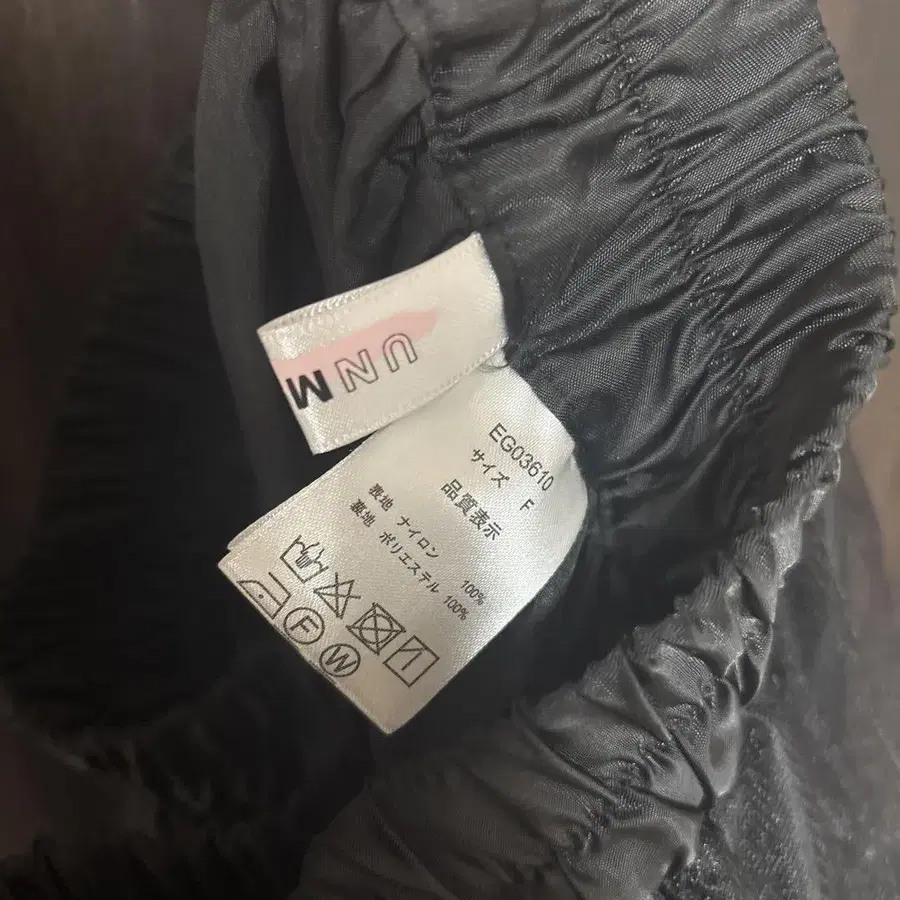 UNM
EG03610
サイズ F
品質表示
表地 ナイロン 100%
裏地 ポリエステル 100%
F
W